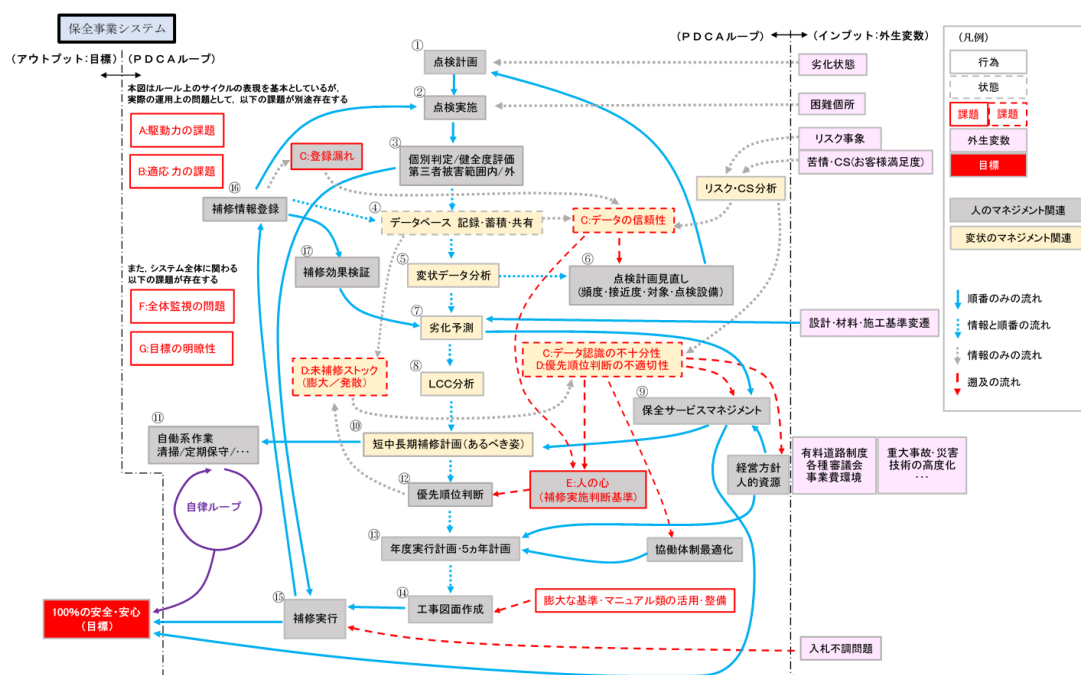 保全事業システム
(アウトプット:目標)
(PDCAループ)
(PDCAループ)
(インプット:外生変数)
本図はルール上のサイクルの表現を基本としているが,
実際の運用上の問題として, 以下の課題が別途存在する
A:駆動力の課題
B:適応力の課題
また, システム全体に関わる
以下の課題が存在する
F:全体監視の問題
G:目標の明瞭性
①
点検計画
②
点検実施
③
個別判定/健全度評価
第三者被害範囲内/外
C:登録漏れ
⑯
補修情報登録
④
データベース 記録・蓄積・共有
C:データの信頼性
リスク・CS分析
⑰
補修効果検証
⑤
変状データ分析
⑥
点検計画見直し
(頻度・接近度・対象・点検設備)
⑦
劣化予測
D:未補修ストック
(膨大/発散)
⑧
LCC分析
C:データ認識の不十分性
D:優先順位判断の不適切性
⑨
保全サービスマネジメント
⑩
短中長期補修計画(あるべき姿)
⑪
自働系作業
清掃/定期保守/…
自律ループ
⑫
優先順位判断
E:人の心
(補修実施判断基準)
経営方針
人的資源
⑬
年度実行計画・5ヵ年計画
協働体制最適化
⑭
工事図面作成
膨大な基準・マニュアル類の活用・整備
⑮
補修実行
100%の安全・安心
(目標)
劣化状態
困難個所
リスク事象
苦情・CS(お客様満足度)
設計・材料・施工基準変遷
有料道路制度
各種審議会
事業費環境
重大事故・災害
技術の高度化
…
入札不調問題
(凡例)
行為
状態
課題
課題
外生変数
目標
人のマネジメント関連
変状のマネジメント関連
順番のみの流れ
情報と順番の流れ
情報のみの流れ
遡及の流れ